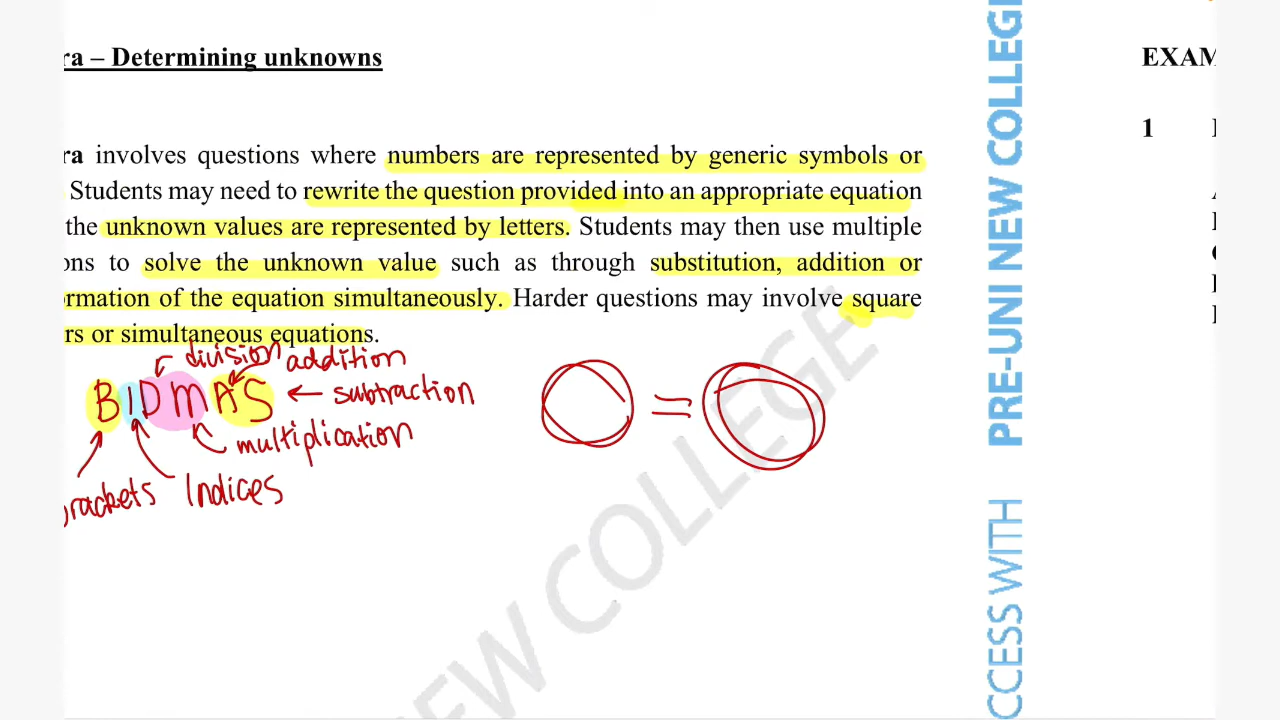 ra – Determining unknowns
EXAM
1
ra involves questions where numbers are represented by generic symbols or
Students may need to rewrite the question provided into an appropriate equation
the unknown values are represented by letters. Students may then use multiple
ons to solve the unknown value such as through substitution, addition or
ormation of the equation simultaneously. Harder questions may involve square
rs or simultaneous equations.
division addition
BIDMAS ← subtraction
multiplication
brackets Indices
=
EW COLLEGE
CCESS WITH PRE-UNI NEW COLLEGE